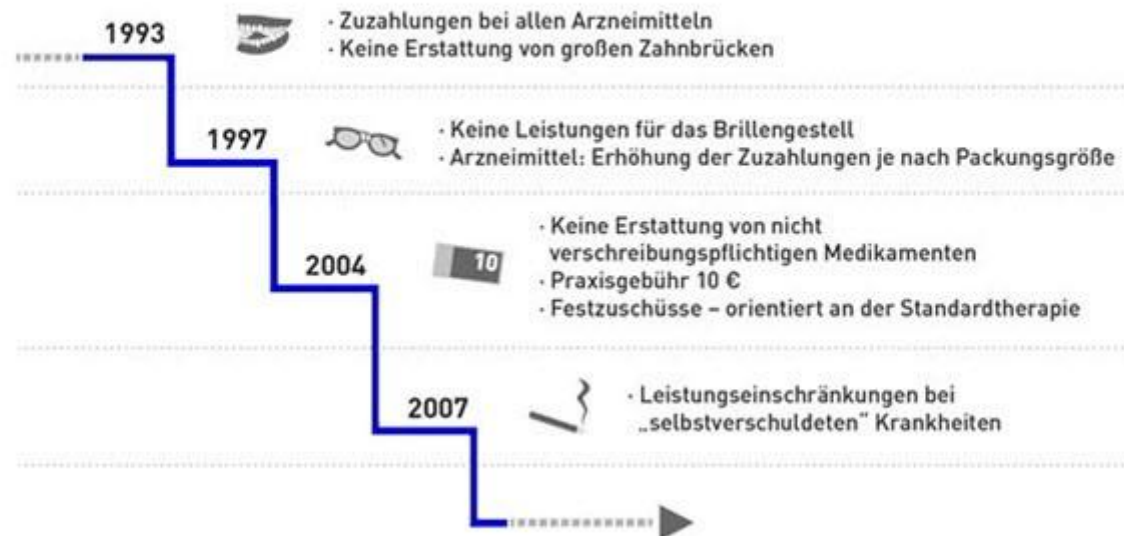 1993
· Zuzahlungen bei allen Arzneimitteln
· Keine Erstattung von großen Zahnbrücken
1997
· Keine Leistungen für das Brillengestell
· Arzneimittel: Erhöhung der Zuzahlungen je nach Packungsgröße
2004
10
· Keine Erstattung von nicht
verschreibungspflichtigen Medikamenten
· Praxisgebühr 10 €
· Festzuschüsse – orientiert an der Standardtherapie
2007
· Leistungseinschränkungen bei
„selbstverschuldeten“ Krankheiten